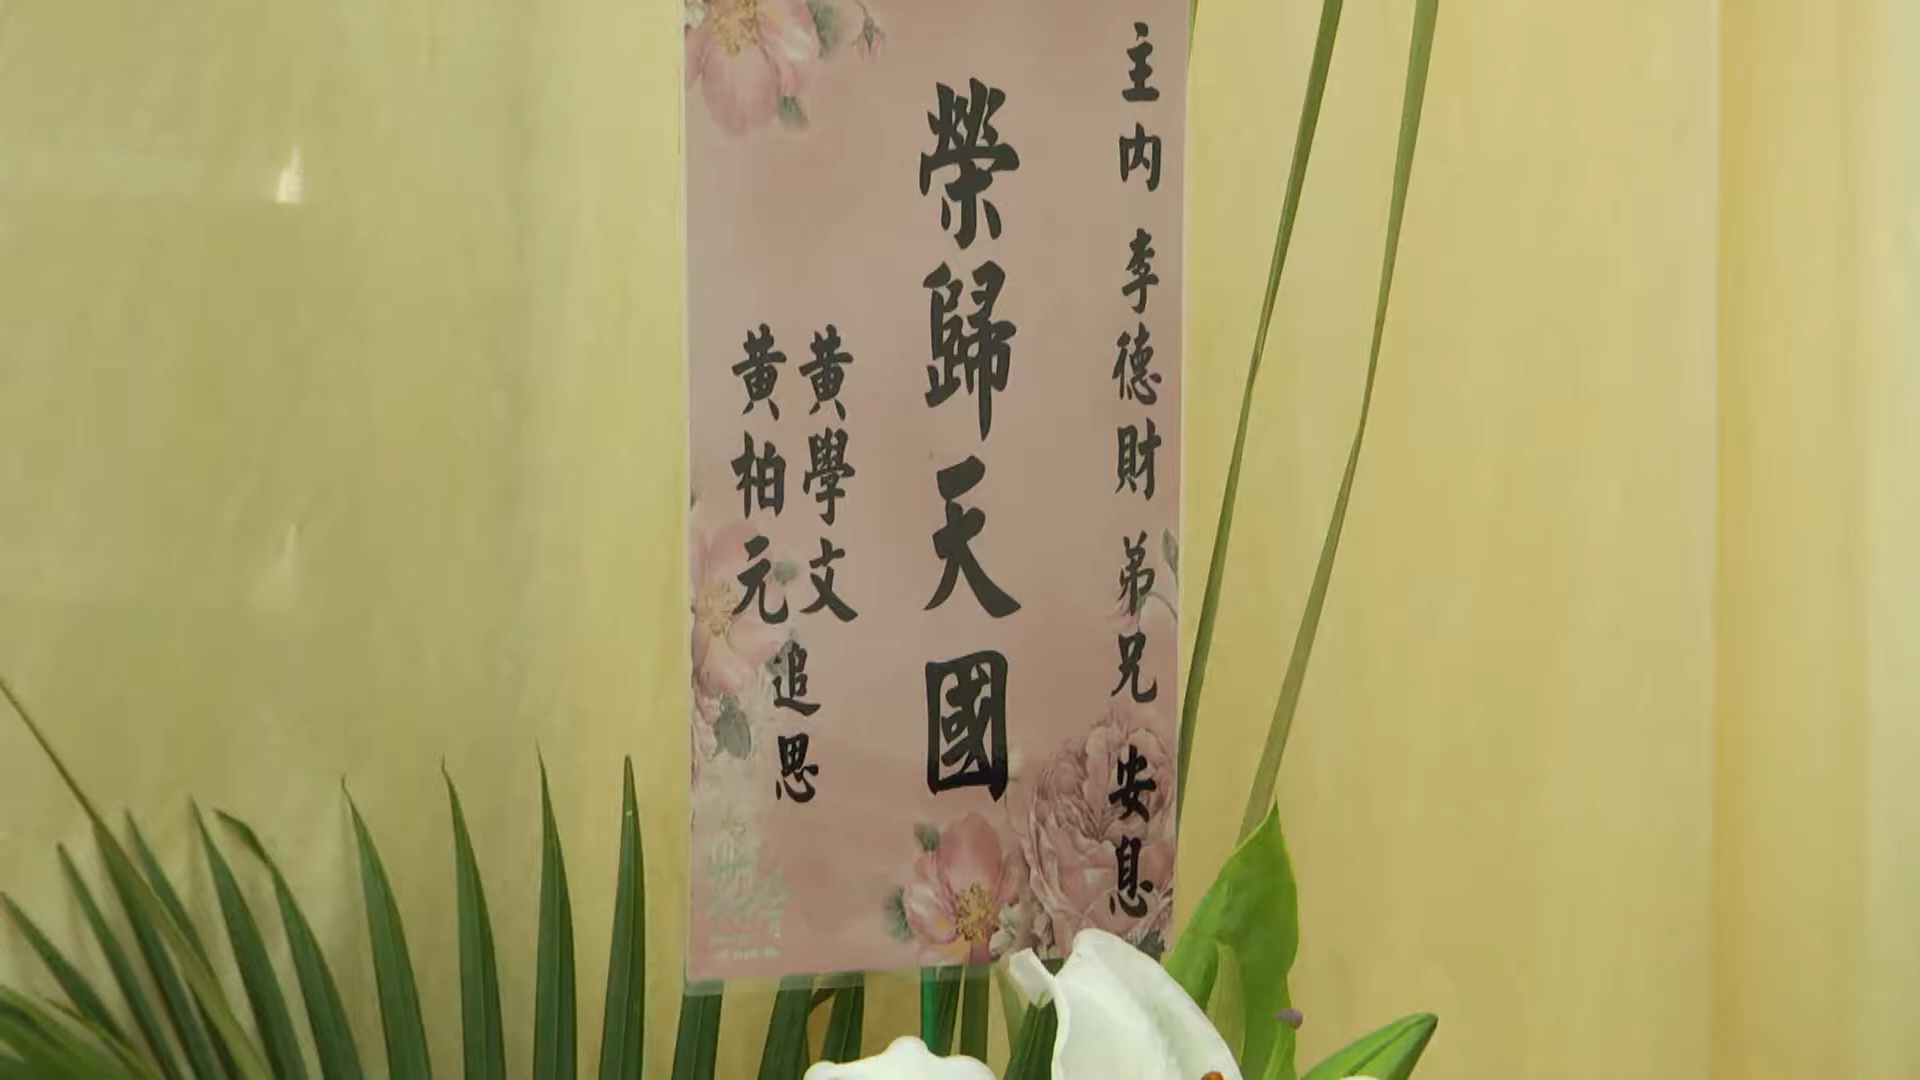 主内 李德財 弟兄 安息
榮歸天國
黃學文
黃柏元
追思